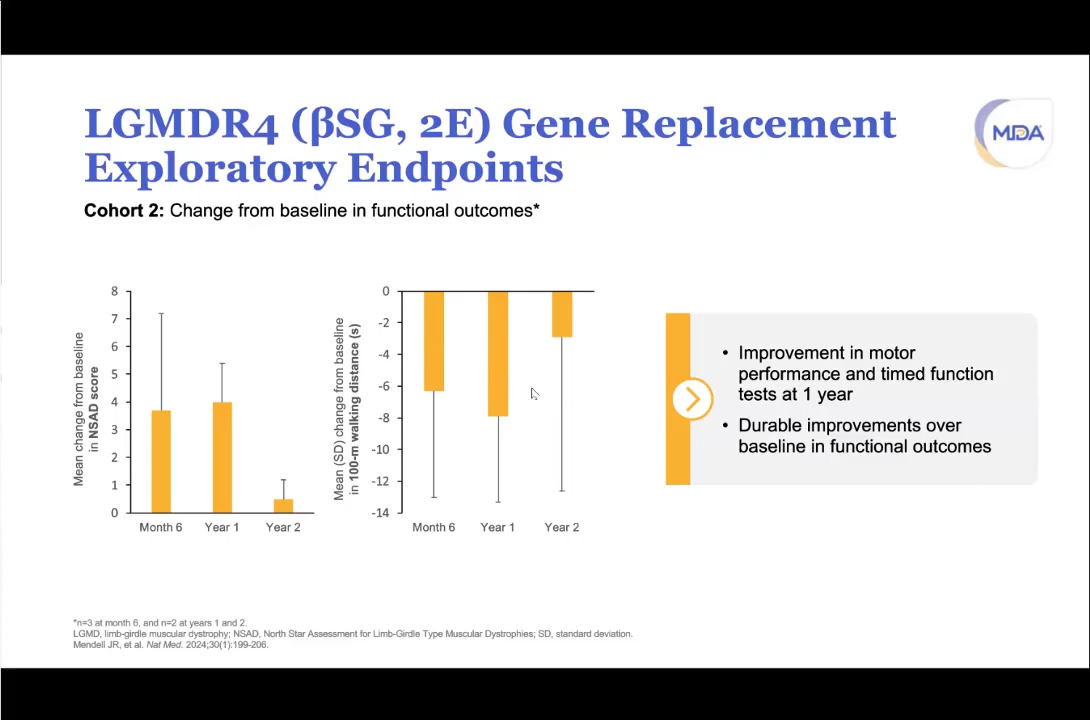 LGMDR4 (βSG, 2E) Gene Replacement
Exploratory Endpoints
MDA
Cohort 2: Change from baseline in functional outcomes*
Mean change from baseline
in NSAD score
8
7
6
5
4
3
2
1
0
Month 6
Year 1
Year 2
Mean (SD) change from baseline
in 100-m walking distance (s)
0
-2
-4
-6
-8
-10
-12
-14
Month 6
Year 1
Year 2
• Improvement in motor
performance and timed function
tests at 1 year
• Durable improvements over
baseline in functional outcomes
*n=3 at month 6, and n=2 at years 1 and 2.
LGMD, limb-girdle muscular dystrophy; NSAD, North Star Assessment for Limb-Girdle Type Muscular Dystrophies; SD, standard deviation.
Mendell JR, et al. Nat Med. 2024;30(1):199-206.